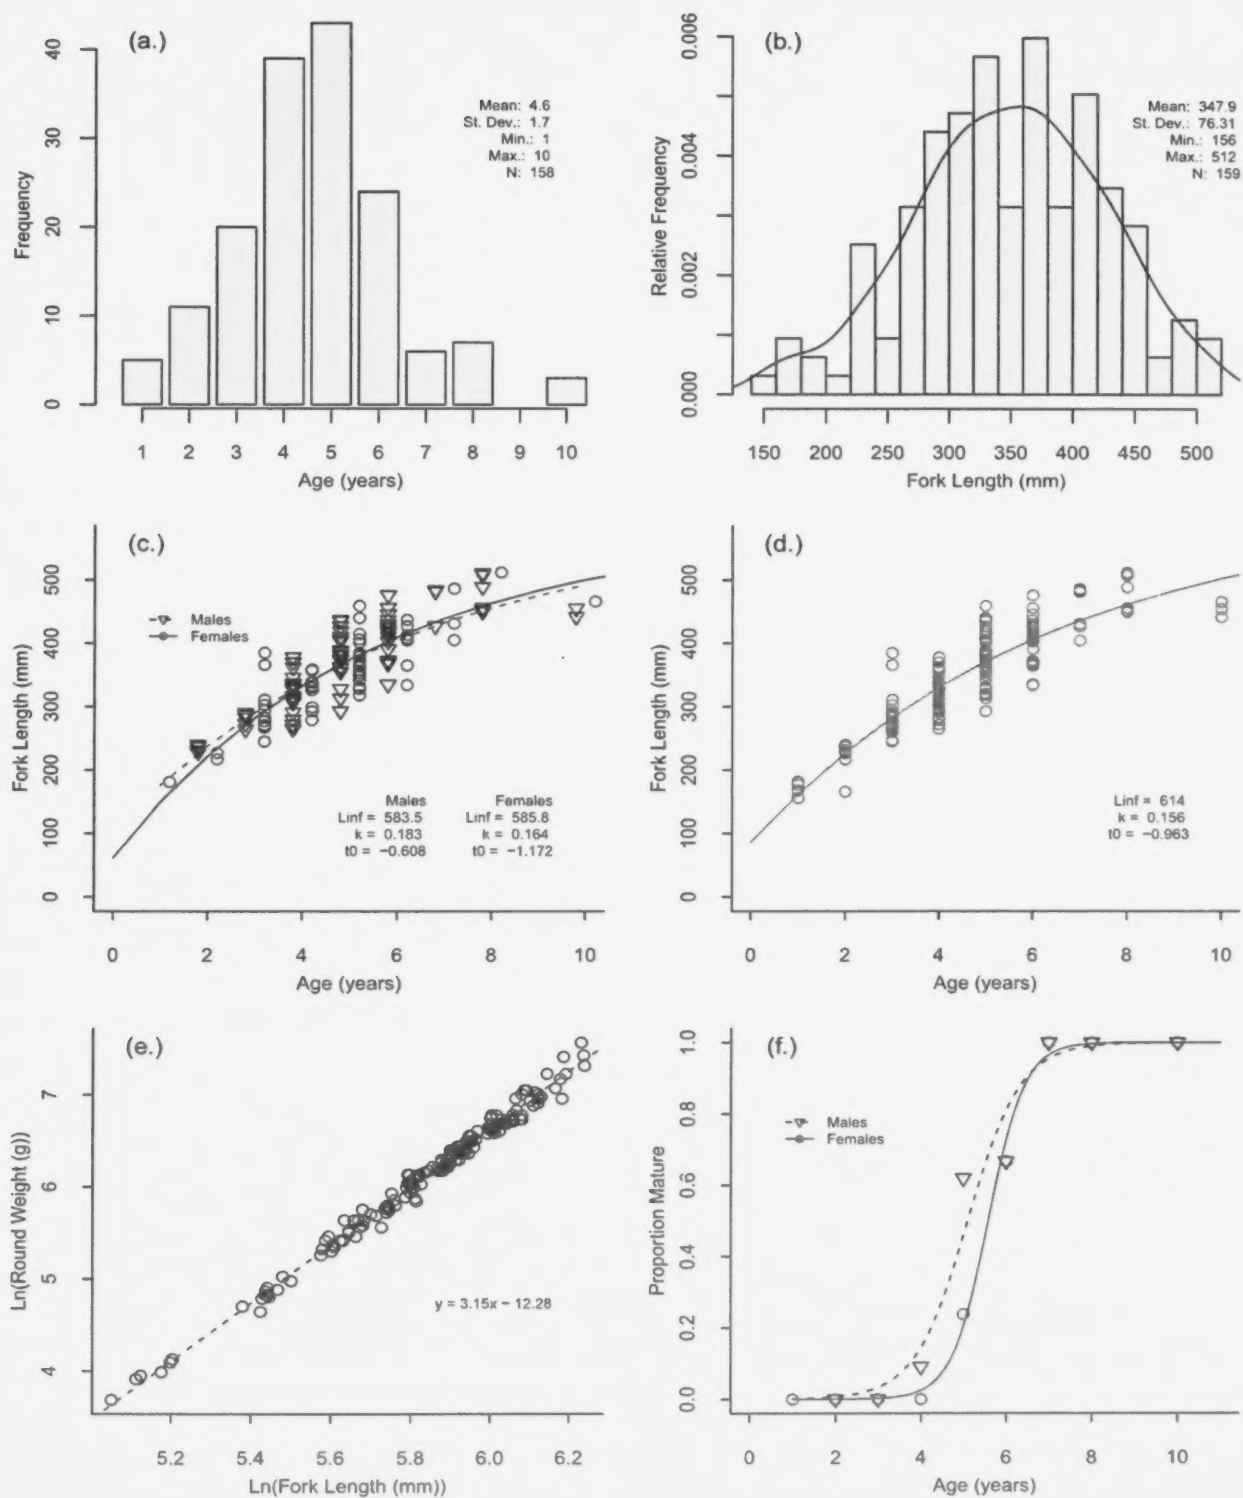 (a.)
Mean: 4.6
St. Dev.: 1.7
Min.: 1
Max.: 10
N: 158
Frequency
0
10
20
30
40
1 2 3 4 5 6 7 8 9 10
Age (years)
(b.)
Mean: 347.9
St. Dev.: 76.31
Min.: 156
Max.: 512
N: 159
Relative Frequency
0.000
0.002
0.004
0.006
150 200 250 300 350 400 450 500
Fork Length (mm)
(c.)
Males
Females
Fork Length (mm)
0
100
200
300
400
500
Males Females
Linf = 583.5 Linf = 585.8
k = 0.183 k = 0.164
t0 = −0.608 t0 = −1.172
0 2 4 6 8 10
Age (years)
(d.)
Fork Length (mm)
0
100
200
300
400
500
Linf = 614
k = 0.156
t0 = −0.963
0 2 4 6 8 10
Age (years)
(e.)
Ln(Round Weight (g))
4
5
6
7
y = 3.15x − 12.28
5.2 5.4 5.6 5.8 6.0 6.2
Ln(Fork Length (mm))
(f.)
Males
Females
Proportion Mature
0.0
0.2
0.4
0.6
0.8
1.0
0 2 4 6 8 10
Age (years)